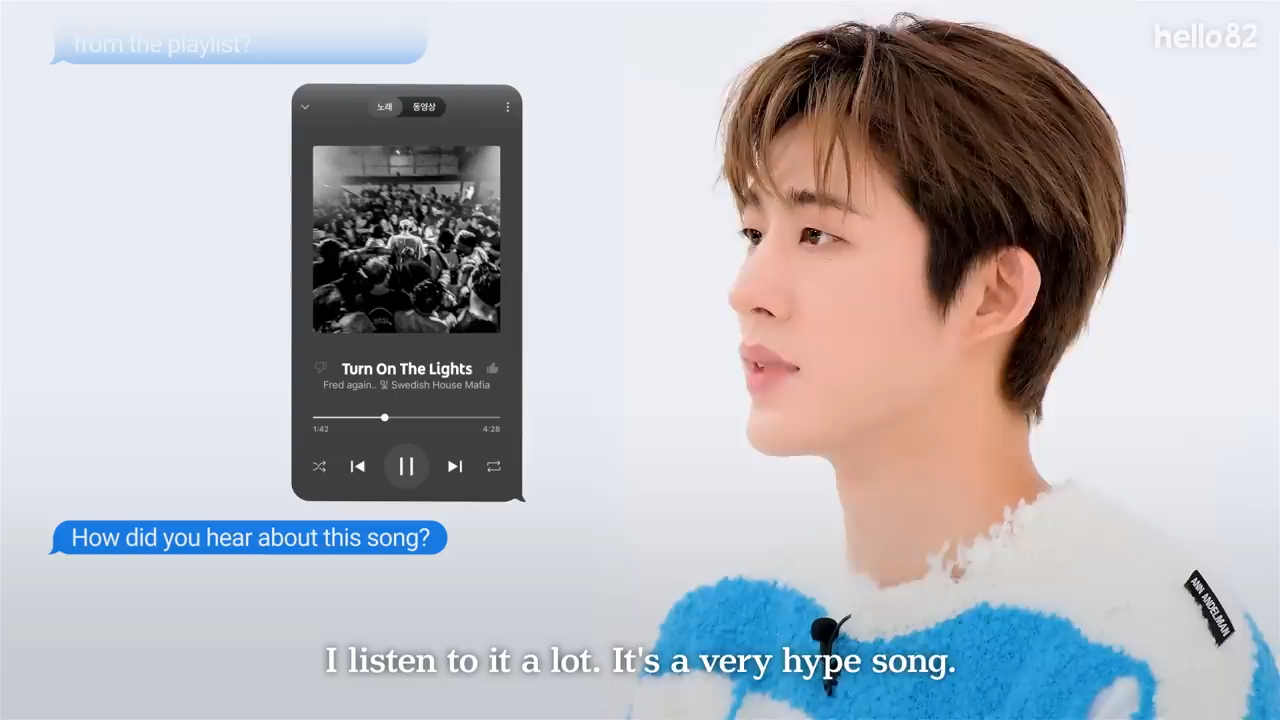 from the playlist?
hello82
노래 동영상
Turn On The Lights
Fred again.. 및 Swedish House Mafia
1:42 4:28
How did you hear about this song?
ANN ANDELMAN
I listen to it a lot. It's a very hype song.